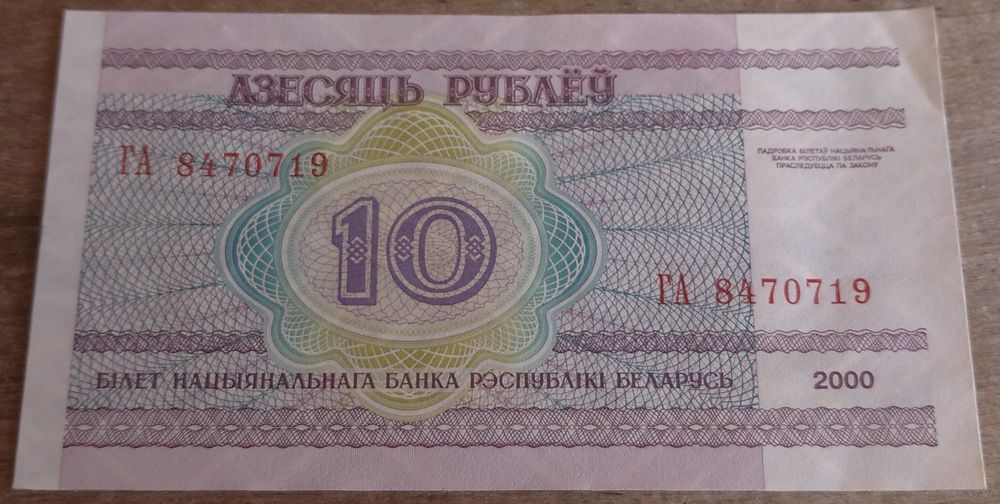 ДЗЕСЯЦЬ РУБЛЁЎ
ГА 8470719
ПАДРОБКА БІЛЕТАЎ НАЦЫЯНАЛЬНАГА
БАНКА РЭСПУБЛІКІ БЕЛАРУСЬ
ПРАСЛЕДУЕЦЦА ПА ЗАКОНУ
10
ГА 8470719
БІЛЕТ НАЦЫЯНАЛЬНАГА БАНКА РЭСПУБЛІКІ БЕЛАРУСЬ
2000